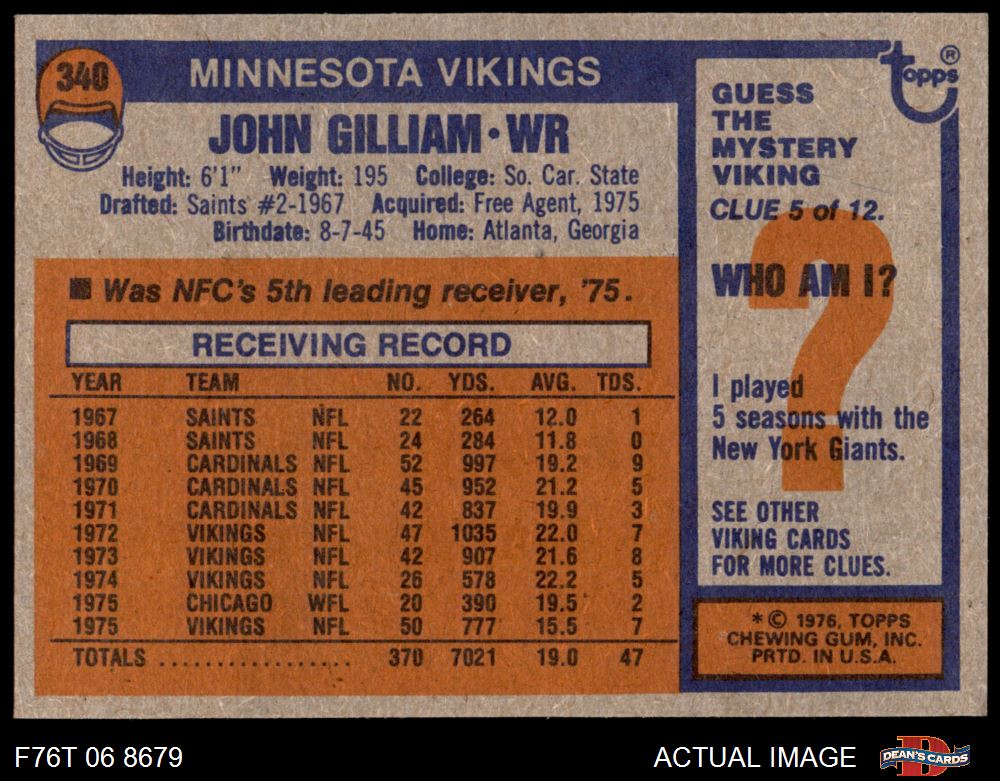 340
MINNESOTA VIKINGS
JOHN GILLIAM • WR
Height: 6'1" Weight: 195 College: So. Car. State
Drafted: Saints #2-1967 Acquired: Free Agent, 1975
Birthdate: 8-7-45 Home: Atlanta, Georgia
■ Was NFC's 5th leading receiver, '75.
RECEIVING RECORD
YEAR TEAM NO. YDS. AVG. TDS.
1967 SAINTS NFL 22 264 12.0 1
1968 SAINTS NFL 24 284 11.8 0
1969 CARDINALS NFL 52 997 19.2 9
1970 CARDINALS NFL 45 952 21.2 5
1971 CARDINALS NFL 42 837 19.9 3
1972 VIKINGS NFL 47 1035 22.0 7
1973 VIKINGS NFL 42 907 21.6 8
1974 VIKINGS NFL 26 578 22.2 5
1975 CHICAGO WFL 20 390 19.5 2
1975 VIKINGS NFL 50 777 15.5 7
TOTALS .................. 370 7021 19.0 47
topps®
GUESS
THE
MYSTERY
VIKING
CLUE 5 of 12.
?
WHO AM I?
I played
5 seasons with the
New York Giants.
SEE OTHER
VIKING CARDS
FOR MORE CLUES.
* © 1976, TOPPS
CHEWING GUM, INC.
PRTD. IN U.S.A.
F76T 06 8679
ACTUAL IMAGE
D
DEAN'S CARDS